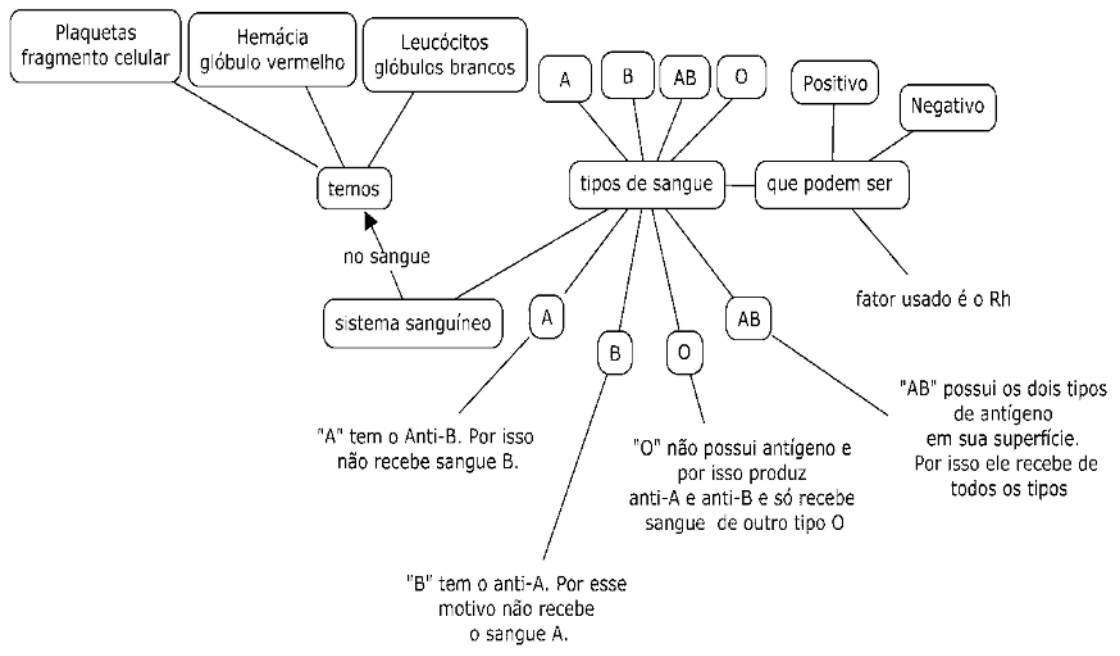 Plaquetas
fragmento celular
Hemácia
glóbulo vermelho
Leucócitos
glóbulos brancos
A
B
AB
O
Positivo
Negativo
temos
tipos de sangue
que podem ser
no sangue
sistema sanguíneo
fator usado é o Rh
A
B
O
AB
"A" tem o Anti-B. Por isso
não recebe sangue B.
"B" tem o anti-A. Por esse
motivo não recebe
o sangue A.
"O" não possui antígeno e
por isso produz
anti-A e anti-B e só recebe
sangue de outro tipo O
"AB" possui os dois tipos
de antígeno
em sua superfície.
Por isso ele recebe de
todos os tipos